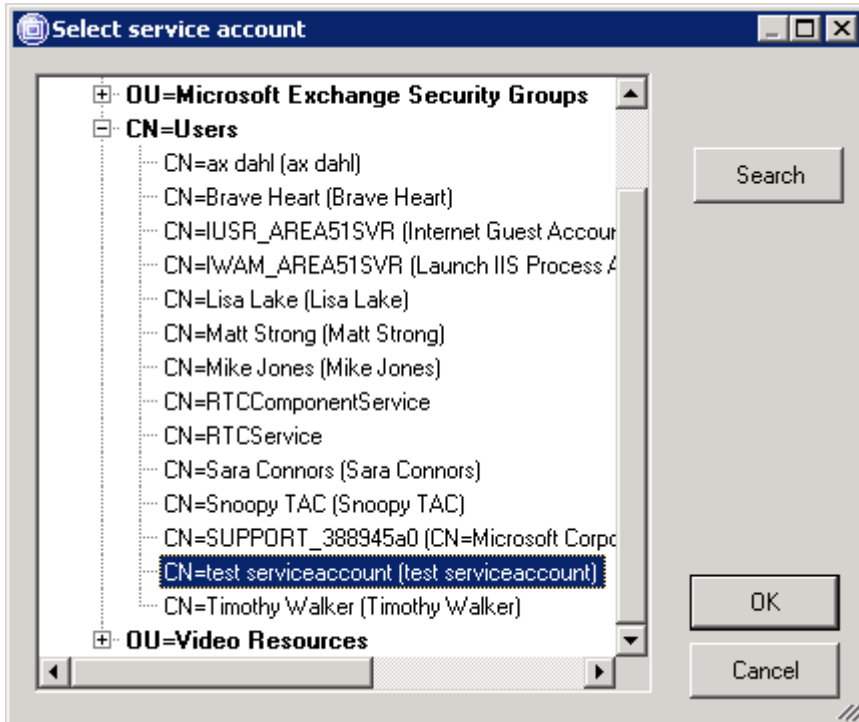 Select service account
OU=Microsoft Exchange Security Groups
CN=Users
CN=ax dahl (ax dahl)
CN=Brave Heart (Brave Heart)
CN=IUSR_AREA51SVR (Internet Guest Accour
CN=IWAM_AREA51SVR (Launch IIS Process A
CN=Lisa Lake (Lisa Lake)
CN=Matt Strong (Matt Strong)
CN=Mike Jones (Mike Jones)
CN=RTCComponentService
CN=RTCService
CN=Sara Connors (Sara Connors)
CN=Snoopy TAC (Snoopy TAC)
CN=SUPPORT_388945a0 (CN=Microsoft Corpo
CN=test serviceaccount (test serviceaccount)
CN=Timothy Walker (Timothy Walker)
OU=Video Resources
Search
OK
Cancel